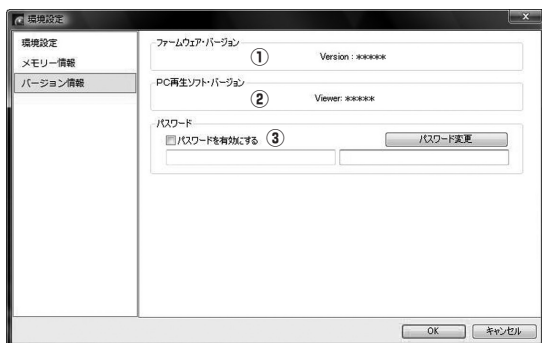 環境設定
環境設定
メモリー情報
バージョン情報
ファームウェア・バージョン
① Version : *****
PC再生ソフト・バージョン
② Viewer: *****
パスワード
パスワードを有効にする ③ パスワード変更
OK キャンセル